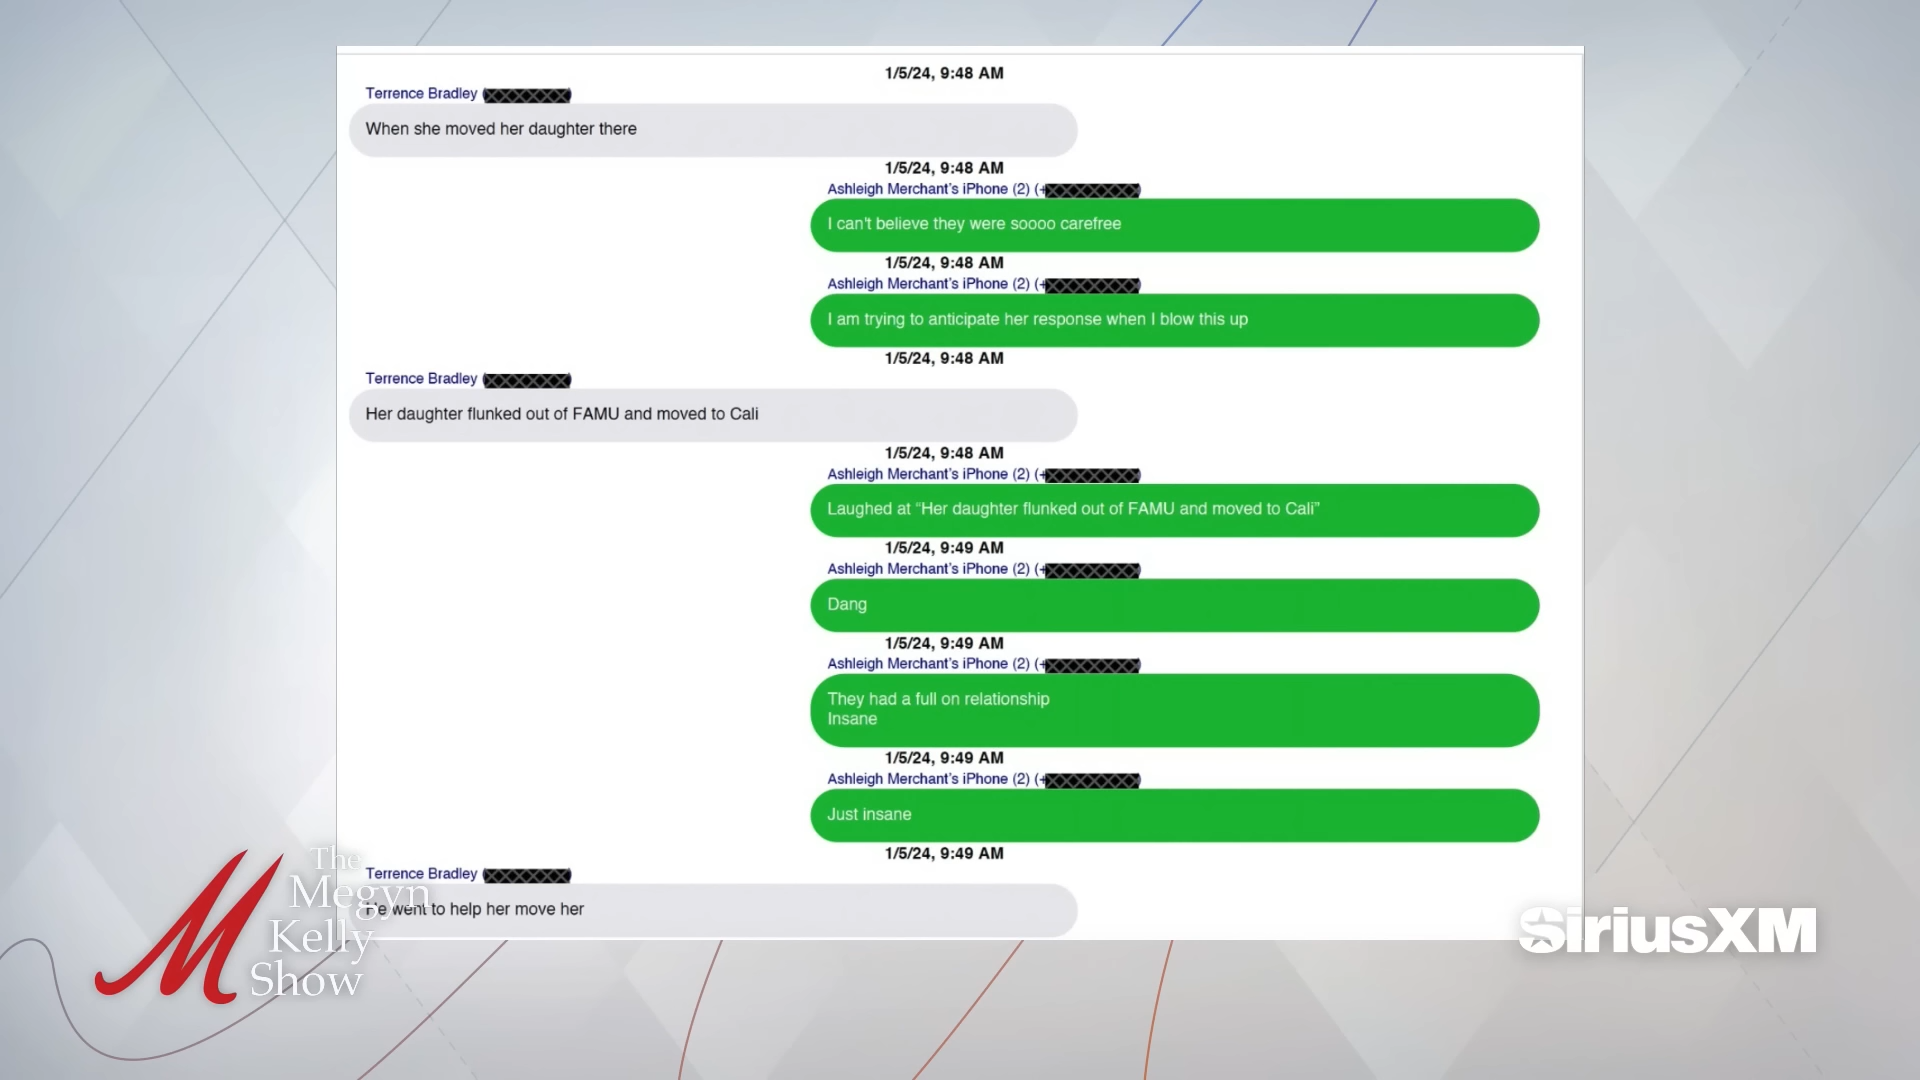 1/5/24, 9:48 AM
Terrence Bradley (
When she moved her daughter there
1/5/24, 9:48 AM
Ashleigh Merchant's iPhone (2) (+
I can't believe they were soooo carefree
1/5/24, 9:48 AM
Ashleigh Merchant's iPhone (2) (+
I am trying to anticipate her response when I blow this up
1/5/24, 9:48 AM
Terrence Bradley (
Her daughter flunked out of FAMU and moved to Cali
1/5/24, 9:48 AM
Ashleigh Merchant's iPhone (2) (+
Laughed at “Her daughter flunked out of FAMU and moved to Cali”
1/5/24, 9:49 AM
Ashleigh Merchant's iPhone (2) (+
Dang
1/5/24, 9:49 AM
Ashleigh Merchant's iPhone (2) (+
They had a full on relationship
Insane
1/5/24, 9:49 AM
Ashleigh Merchant's iPhone (2) (+
Just insane
1/5/24, 9:49 AM
Terrence Bradley (
He went to help her move her
The
Megyn
Kelly
Show
SiriusXM